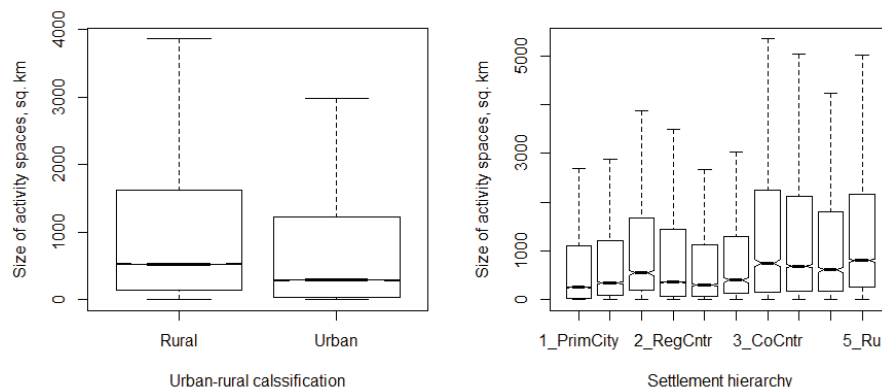 Size of activity spaces, sq. km
4000
3000
2000
1000
0
Rural
Urban
Urban-rural calssification
Size of activity spaces, sq. km
5000
3000
1000
0
1_PrimCity
2_RegCntr
3_CoCntr
5_Ru
Settlement hierarchy